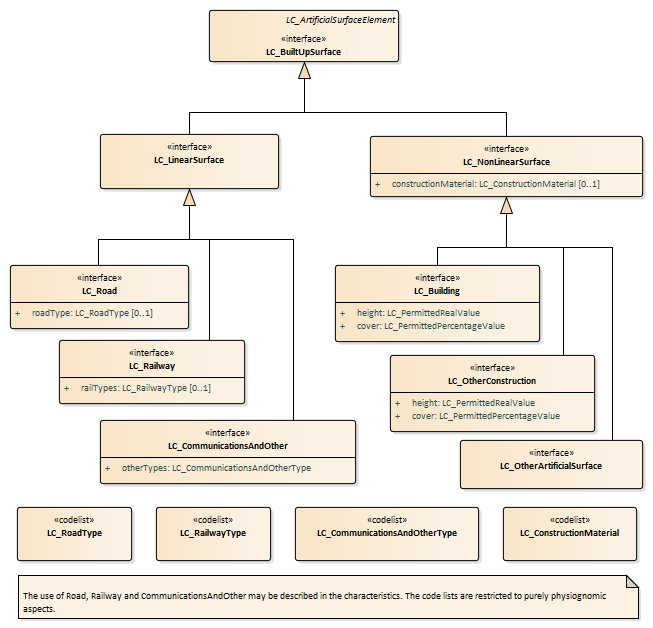 LC_ArtificialSurfaceElement
«interface»
LC_BuiltUpSurface
«interface»
LC_LinearSurface
«interface»
LC_NonLinearSurface
+ constructionMaterial: LC_ConstructionMaterial [0..1]
«interface»
LC_Road
+ roadType: LC_RoadType [0..1]
«interface»
LC_Building
+ height: LC_PermittedRealValue
+ cover: LC_PermittedPercentageValue
«interface»
LC_Railway
+ railTypes: LC_RailwayType [0..1]
«interface»
LC_OtherConstruction
+ height: LC_PermittedRealValue
+ cover: LC_PermittedPercentageValue
«interface»
LC_CommunicationsAndOther
+ otherTypes: LC_CommunicationsAndOtherType
«interface»
LC_OtherArtificialSurface
«codelist»
LC_RoadType
«codelist»
LC_RailwayType
«codelist»
LC_CommunicationsAndOtherType
«codelist»
LC_ConstructionMaterial
The use of Road, Railway and CommunicationsAndOther may be described in the characteristics. The code lists are restricted to purely physiognomic
aspects.